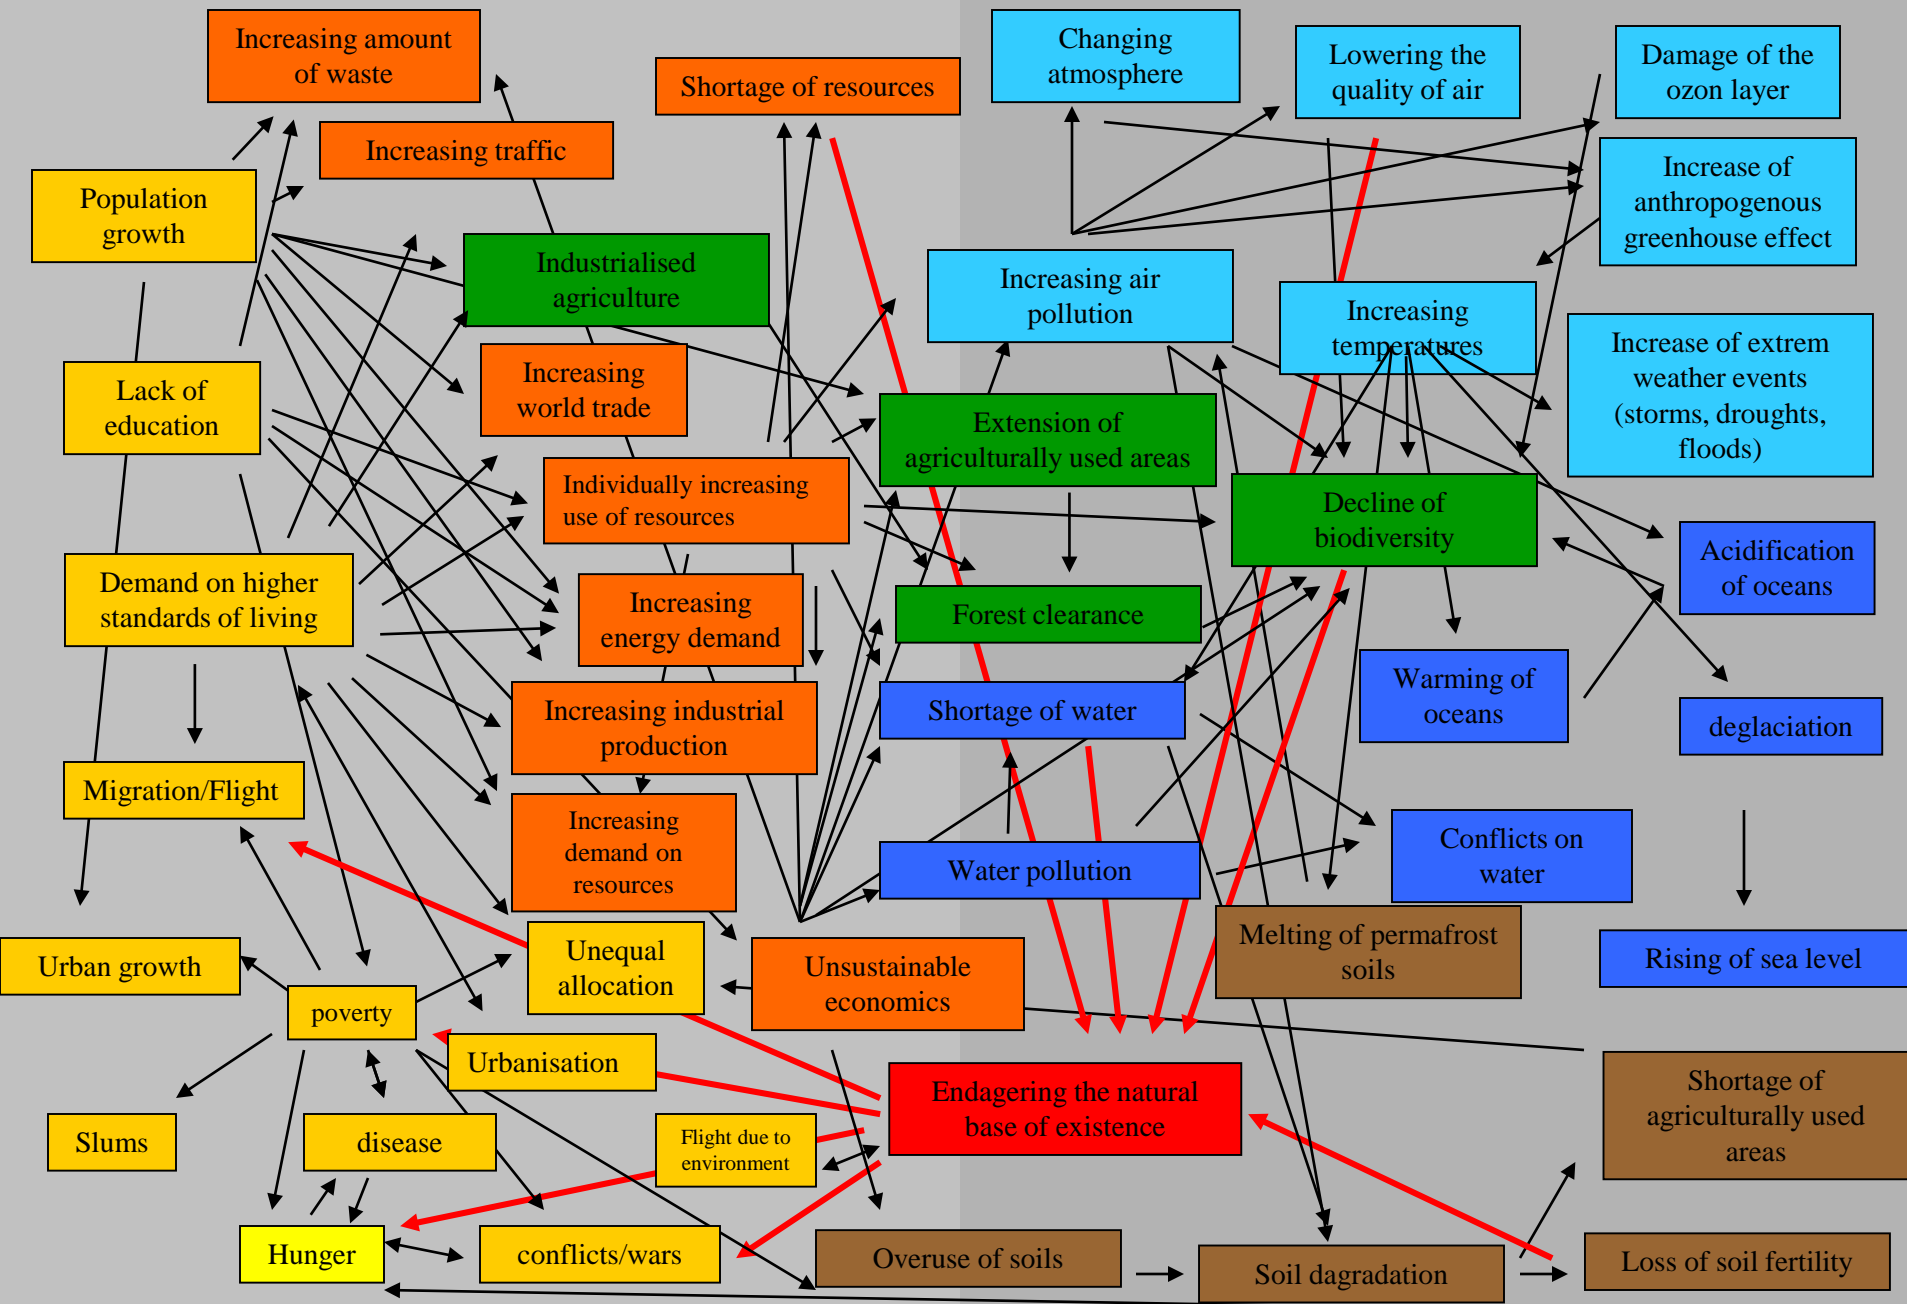 Increasing amount
of waste
Shortage of resources
Changing
atmosphere
Lowering the
quality of air
Damage of the
ozon layer
Increasing traffic
Population
growth
Increase of
anthropogenous
greenhouse effect
Industrialised
agriculture
Increasing air
pollution
Increasing
temperatures
Increase of extrem
weather events
(storms, droughts,
floods)
Lack of
education
Increasing
world trade
Extension of
agriculturally used areas
Individually increasing
use of resources
Decline of
biodiversity
Acidification
of oceans
Demand on higher
standards of living
Increasing
energy demand
Forest clearance
Warming of
oceans
Increasing industrial
production
Shortage of water
deglaciation
Migration/Flight
Increasing
demand on
resources
Water pollution
Conflicts on
water
Urban growth
Unequal
allocation
Unsustainable
economics
Melting of permafrost
soils
Rising of sea level
poverty
Urbanisation
Endagering the natural
base of existence
Shortage of
agriculturally used
areas
Slums
disease
Flight due to
environment
Hunger
conflicts/wars
Overuse of soils
Soil dagradation
Loss of soil fertility